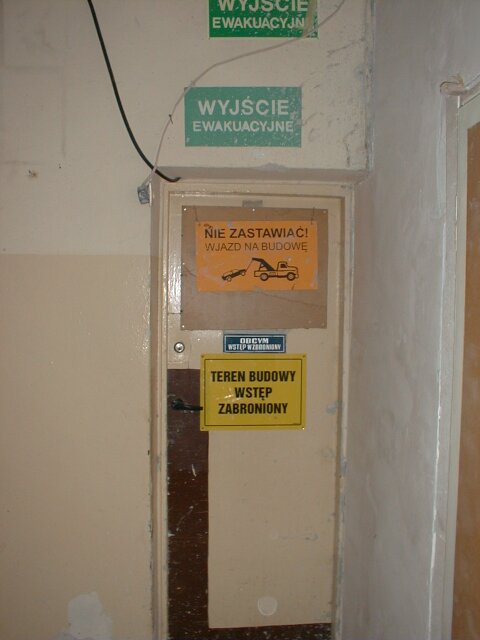 WYJŚCIE
EWAKUACYJN
WYJŚCIE
EWAKUACYJNE
NIE ZASTAWIAĆ!
WJAZD NA BUDOWĘ
OBCYM
WSTĘP WZBRONIONY
TEREN BUDOWY
WSTĘP
ZABRONIONY